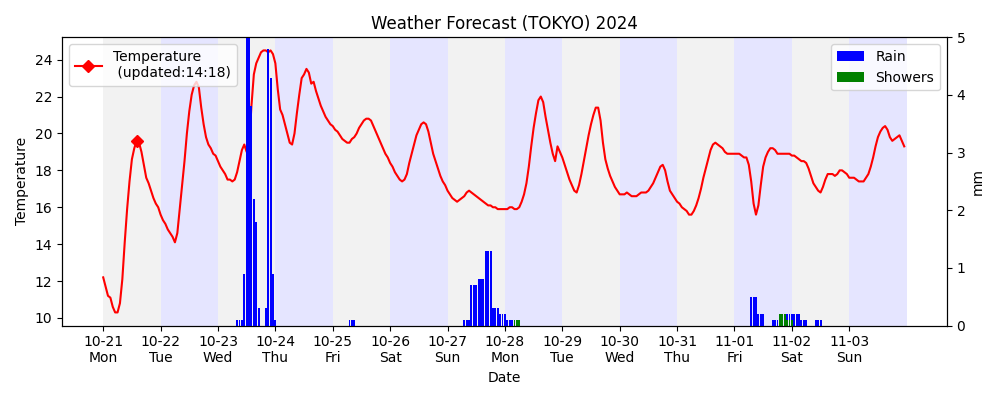 Weather Forecast (TOKYO) 2024
Temperature
(updated:14:18)
Rain
Showers
Temperature
24
22
20
18
16
14
12
10
5
4
3
2
1
0
mm
10-21 10-22 10-23 10-24 10-25 10-26 10-27 10-28 10-29 10-30 10-31 11-01 11-02 11-03
Mon Tue Wed Thu Fri Sat Sun Mon Tue Wed Thu Fri Sat Sun
Date